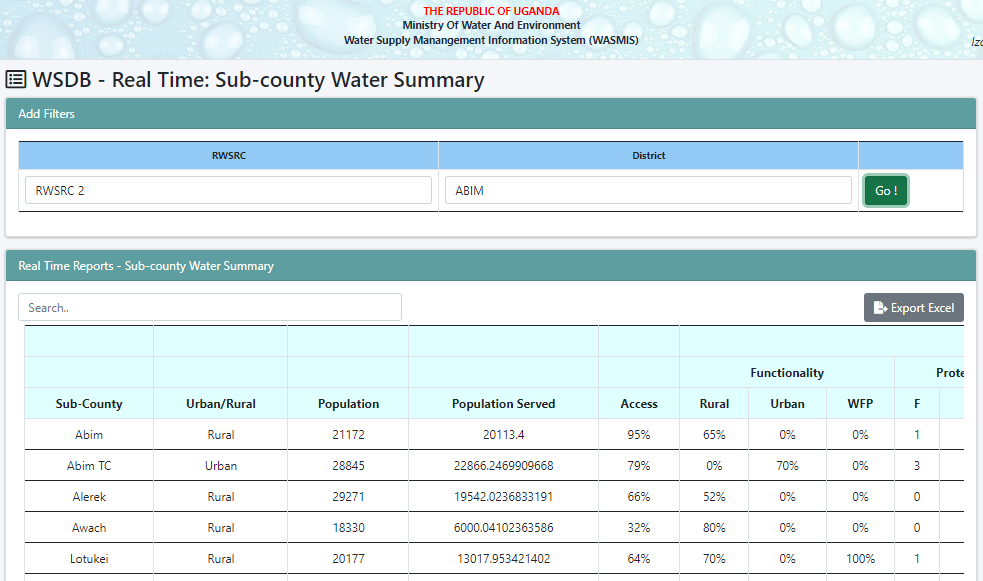 THE REPUBLIC OF UGANDA
Ministry Of Water And Environment
Water Supply Manangement Information System (WASMIS)
WSDB - Real Time: Sub-county Water Summary
Add Filters
RWSRC District
RWSRC 2 ABIM Go !
Real Time Reports - Sub-county Water Summary
Search.. Export Excel
Functionality
Sub-County Urban/Rural Population Population Served Access Rural Urban WFP F
Abim Rural 21172 20113.4 95% 65% 0% 0% 1
Abim TC Urban 28845 22866.2469909668 79% 0% 70% 0% 3
Alerek Rural 29271 19542.0236833191 66% 52% 0% 0% 0
Awach Rural 18330 6000.04102363586 32% 80% 0% 0% 0
Lotukei Rural 20177 13017.953421402 64% 70% 0% 100% 1